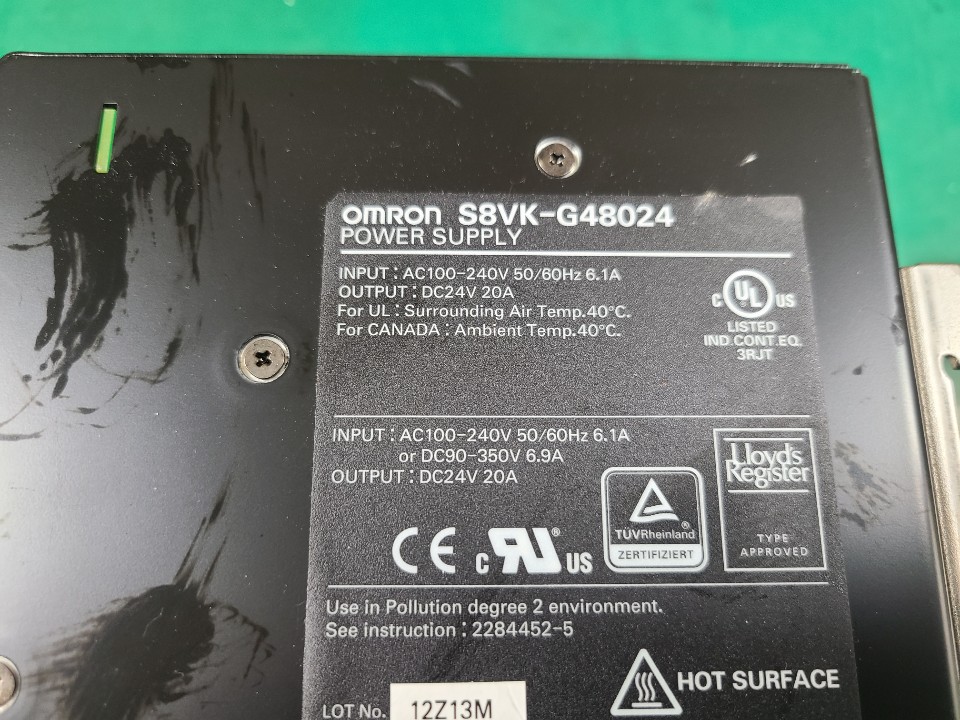 omron S8VK-G48024
POWER SUPPLY
INPUT : AC100-240V 50/60Hz 6.1A
OUTPUT : DC24V 20A
For UL : Surrounding Air Temp.40°C.
For CANADA : Ambient Temp.40°C.
C UL US
LISTED
IND.CONT.EQ.
3RJT
INPUT : AC100-240V 50/60Hz 6.1A
or DC90-350V 6.9A
OUTPUT : DC24V 20A
Lloyd's
Register
TYPE
APPROVED
TÜVRheinland®
ZERTIFIZIERT
CE
C RU® US
Use in Pollution degree 2 environment.
See instruction : 2284452-5
HOT SURFACE
LOT No. 12Z13M